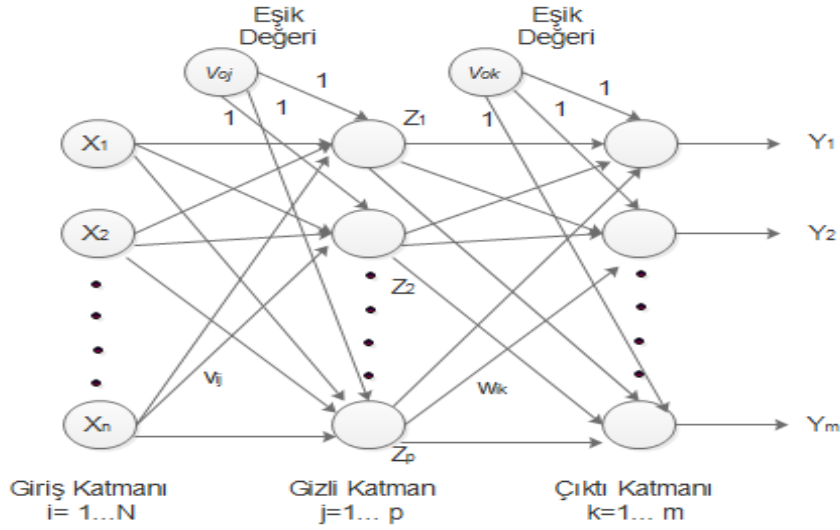 Eşik
Değeri
Eşik
Değeri
Voj
Vok
1
1
1
1
1
1
X1
Z1
Y1
X2
Z2
Y2
Vij
Wik
Xn
Zp
Ym
Giriş Katmanı
i= 1...N
Gizli Katman
j=1... p
Çıktı Katmanı
k=1... m